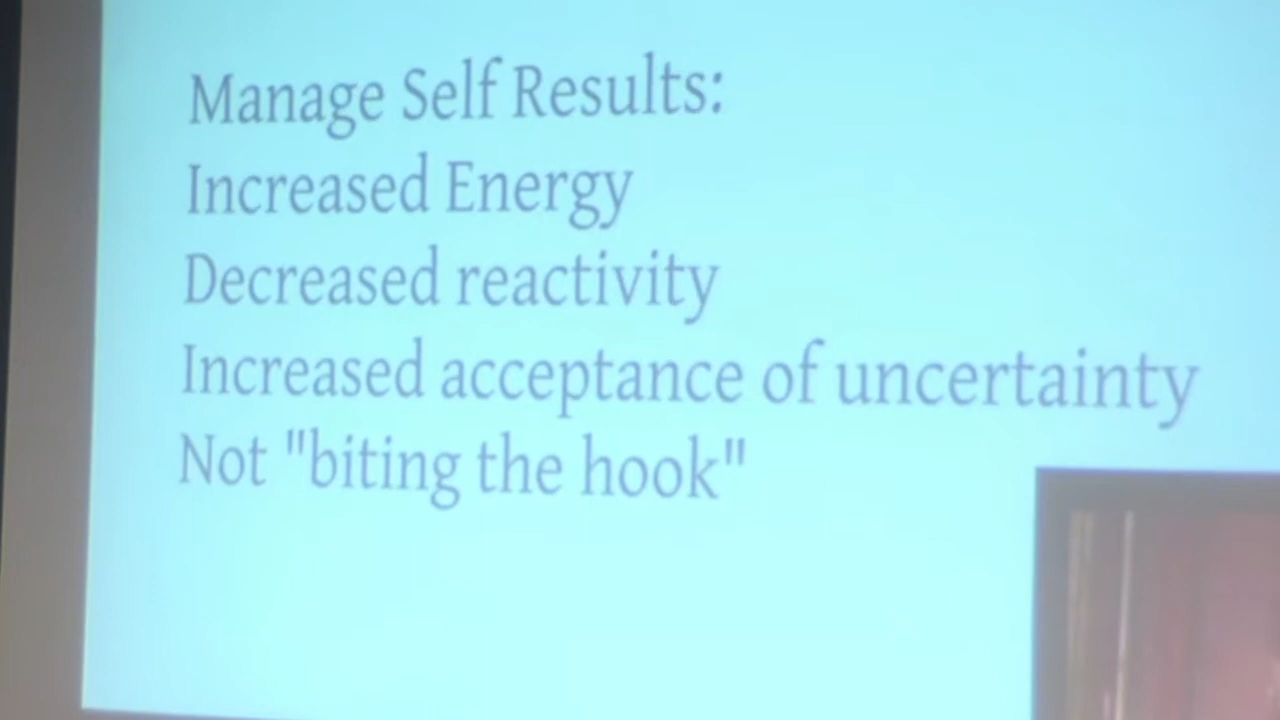 Manage Self Results:
Increased Energy
Decreased reactivity
Increased acceptance of uncertainty
Not "biting the hook"